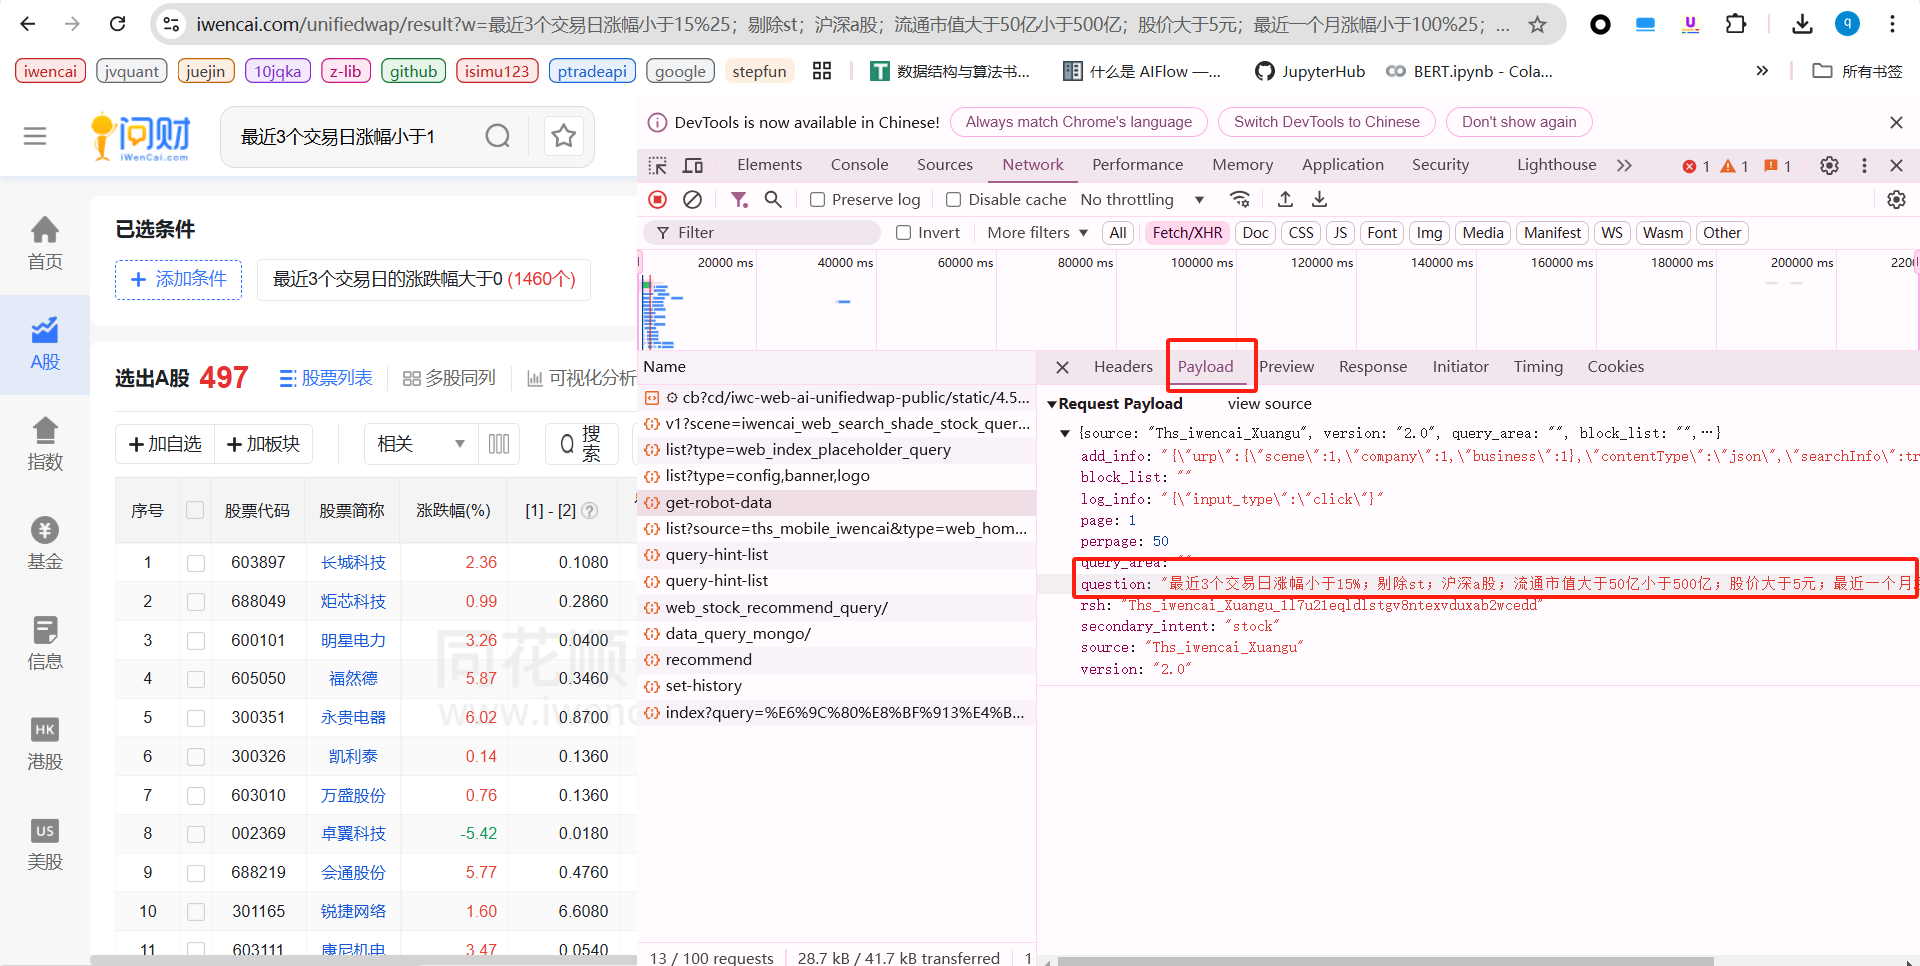 iwencai.com/unifiedwap/result?w=最近3个交易日涨幅小于15%25；剔除st；沪深a股；流通市值大于50亿小于500亿；股价大于5元；最近一个月涨幅小于100%25；...
q
iwencai
jvquant
juejin
10jqka
z-lib
github
isimu123
ptradeapi
google
stepfun
数据结构与算法书...
什么是 AIFlow —...
JupyterHub
BERT.ipynb - Cola...
所有书签
问财
iWenCai.com
最近3个交易日涨幅小于1
首页
A股
指数
基金
信息
HK
港股
US
美股
已选条件
添加条件
最近3个交易日的涨跌幅大于0 (1460个)
选出A股 497
股票列表
多股同列
可视化分析
加自选
加板块
相关
搜索
序号 股票代码 股票简称 涨跌幅(%) [1] - [2]
1 603897 长城科技 2.36 0.1080
2 688049 炬芯科技 0.99 0.2860
3 600101 明星电力 3.26 0.0400
4 605050 福然德 5.87 0.3460
5 300351 永贵电器 6.02 0.8700
6 300326 凯利泰 0.14 0.1360
7 603010 万盛股份 0.76 0.1360
8 002369 卓翼科技 -5.42 0.0180
9 688219 会通股份 5.77 0.4760
10 301165 锐捷网络 1.60 6.6080
11 603111 康尼机电 3.47 0.0540
同花顺
www.iwenc
DevTools is now available in Chinese!
Always match Chrome's language
Switch DevTools to Chinese
Don't show again
Elements
Console
Sources
Network
Performance
Memory
Application
Security
Lighthouse
1
1
1
Preserve log
Disable cache
No throttling
Filter
Invert
More filters
All
Fetch/XHR
Doc
CSS
JS
Font
Img
Media
Manifest
WS
Wasm
Other
20000 ms
40000 ms
60000 ms
80000 ms
100000 ms
120000 ms
140000 ms
160000 ms
180000 ms
200000 ms
2200
Name
cb?cd/iwc-web-ai-unifiedwap-public/static/4.5...
v1?scene=iwencai_web_search_shade_stock_quer...
list?type=web_index_placeholder_query
list?type=config,banner,logo
get-robot-data
list?source=ths_mobile_iwencai&type=web_hom...
query-hint-list
query-hint-list
web_stock_recommend_query/
data_query_mongo/
recommend
set-history
index?query=%E6%9C%80%E8%BF%913%E4%B...
13 / 100 requests
28.7 kB / 41.7 kB transferred
1
Headers
Payload
Preview
Response
Initiator
Timing
Cookies
Request Payload
view source
{source: "Ths_iwencai_Xuangu", version: "2.0", query_area: "", block_list: "",…}
add_info: "{\"urp\":{\"scene\":1,\"company\":1,\"business\":1},\"contentType\":\"json\",\"searchInfo\":tr
block_list: ""
log_info: "{\"input_type\":\"click\"}"
page: 1
perpage: 50
query_area: ""
question: "最近3个交易日涨幅小于15%；剔除st；沪深a股；流通市值大于50亿小于500亿；股价大于5元；最近一个月
rsh: "Ths_iwencai_Xuangu_1l7u21eqldlstgv8ntexvduxab2wcedd"
secondary_intent: "stock"
source: "Ths_iwencai_Xuangu"
version: "2.0"